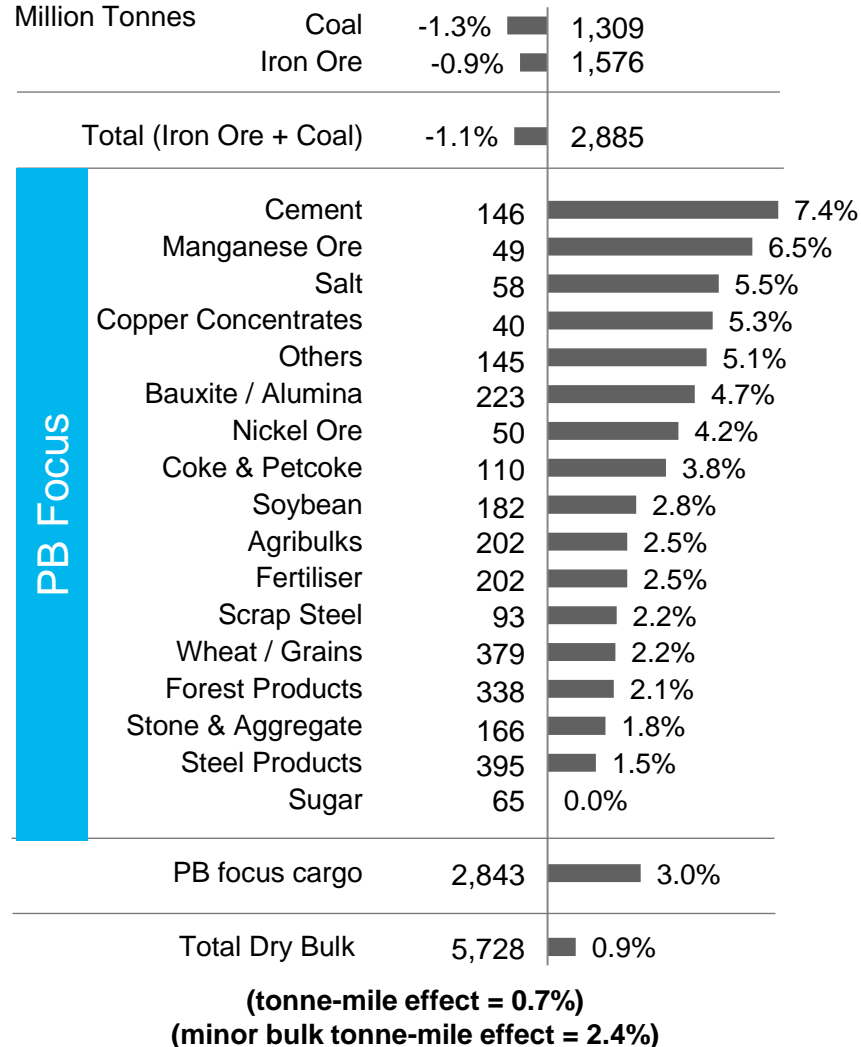 Million Tonnes
Coal -1.3% 1,309
Iron Ore -0.9% 1,576
Total (Iron Ore + Coal) -1.1% 2,885
PB Focus
Cement 146 7.4%
Manganese Ore 49 6.5%
Salt 58 5.5%
Copper Concentrates 40 5.3%
Others 145 5.1%
Bauxite / Alumina 223 4.7%
Nickel Ore 50 4.2%
Coke & Petcoke 110 3.8%
Soybean 182 2.8%
Agribulks 202 2.5%
Fertiliser 202 2.5%
Scrap Steel 93 2.2%
Wheat / Grains 379 2.2%
Forest Products 338 2.1%
Stone & Aggregate 166 1.8%
Steel Products 395 1.5%
Sugar 65 0.0%
PB focus cargo 2,843 3.0%
Total Dry Bulk 5,728 0.9%
(tonne-mile effect = 0.7%)
(minor bulk tonne-mile effect = 2.4%)